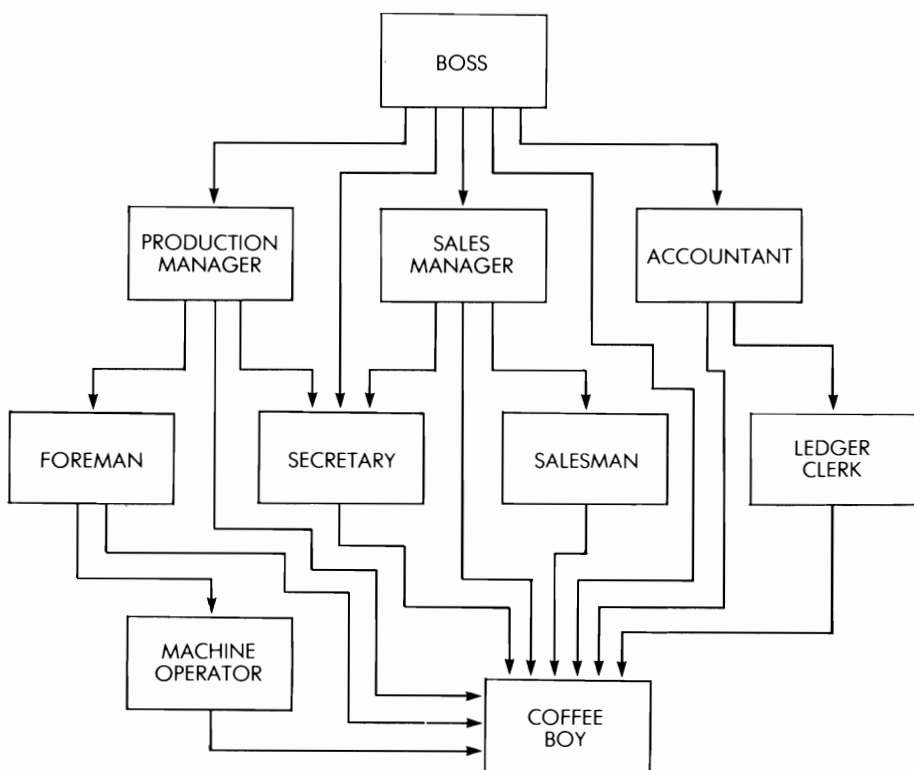 BOSS
PRODUCTION
MANAGER
SALES
MANAGER
ACCOUNTANT
FOREMAN
SECRETARY
SALESMAN
LEDGER
CLERK
MACHINE
OPERATOR
COFFEE
BOY